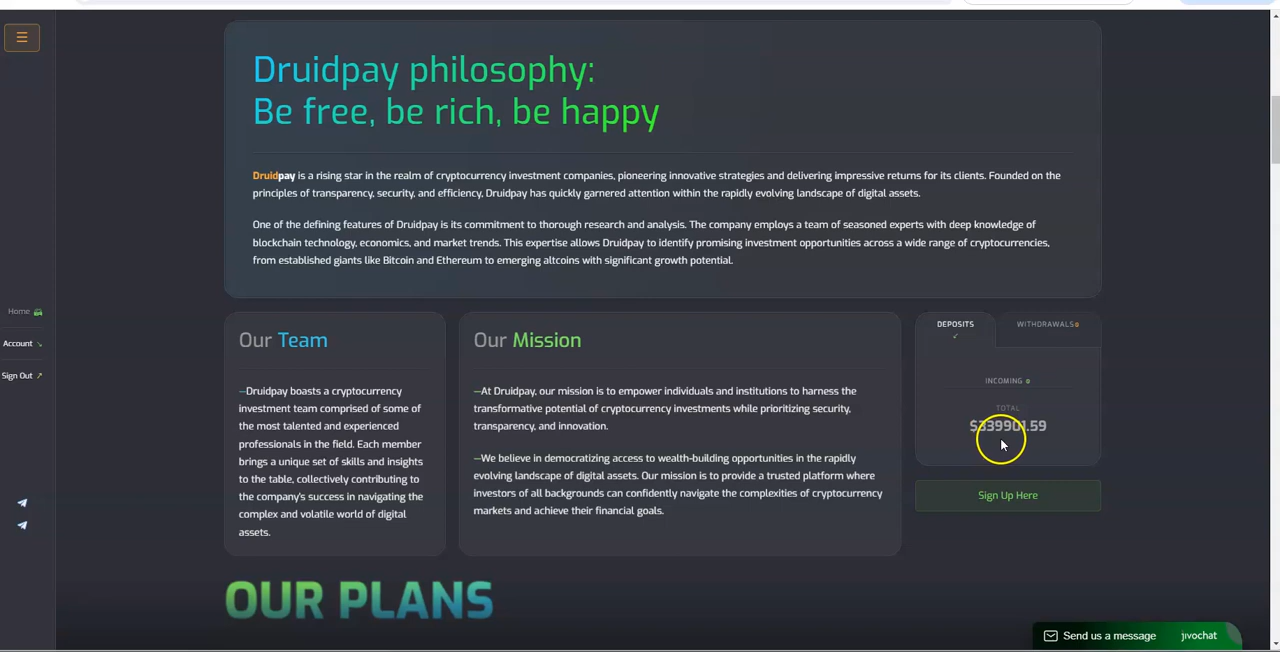 Druidpay philosophy:
Be free, be rich, be happy
Druidpay is a rising star in the realm of cryptocurrency investment companies, pioneering innovative strategies and delivering impressive returns for its clients. Founded on the
principles of transparency, security, and efficiency, Druidpay has quickly garnered attention within the rapidly evolving landscape of digital assets.
One of the defining features of Druidpay is its commitment to thorough research and analysis. The company employs a team of seasoned experts with deep knowledge of
blockchain technology, economics, and market trends. This expertise allows Druidpay to identify promising investment opportunities across a wide range of cryptocurrencies,
from established giants like Bitcoin and Ethereum to emerging altcoins with significant growth potential.
Home
Account
Sign Out
Our Team
—Druidpay boasts a cryptocurrency
investment team comprised of some of
the most talented and experienced
professionals in the field. Each member
brings a unique set of skills and insights
to the table, collectively contributing to
the company's success in navigating the
complex and volatile world of digital
assets.
Our Mission
—At Druidpay, our mission is to empower individuals and institutions to harness the
transformative potential of cryptocurrency investments while prioritizing security,
transparency, and innovation.
—We believe in democratizing access to wealth-building opportunities in the rapidly
evolving landscape of digital assets. Our mission is to provide a trusted platform where
investors of all backgrounds can confidently navigate the complexities of cryptocurrency
markets and achieve their financial goals.
DEPOSITS
WITHDRAWALS
INCOMING
TOTAL
$339901.59
Sign Up Here
OUR PLANS
Send us a message jivochat